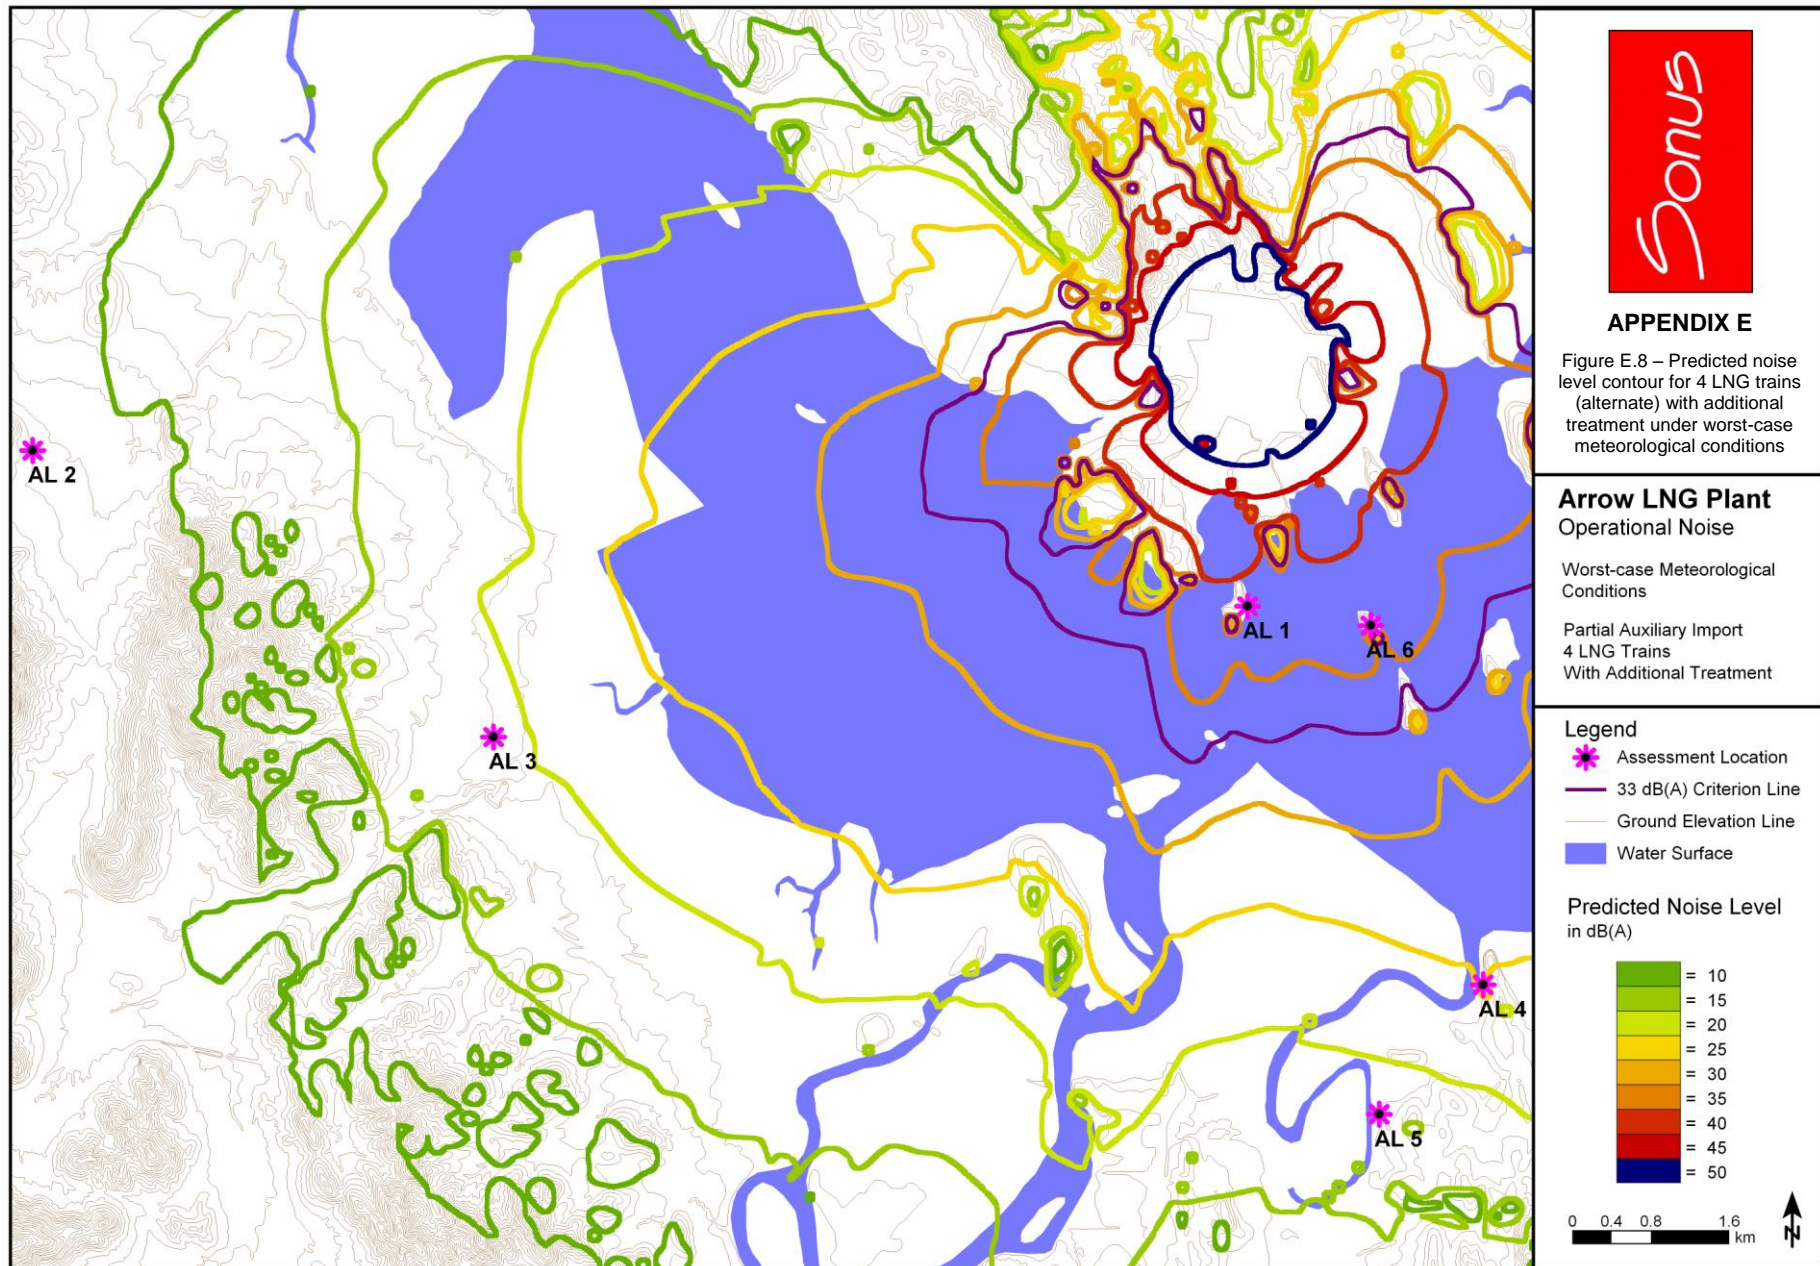 Sonus
APPENDIX E
Figure E.8 – Predicted noise
level contour for 4 LNG trains
(alternate) with additional
treatment under worst-case
meteorological conditions
Arrow LNG Plant
Operational Noise
Worst-case Meteorological
Conditions
Partial Auxiliary Import
4 LNG Trains
With Additional Treatment
Legend
Assessment Location
33 dB(A) Criterion Line
Ground Elevation Line
Water Surface
Predicted Noise Level
in dB(A)
= 10
= 15
= 20
= 25
= 30
= 35
= 40
= 45
= 50
0 0.4 0.8 1.6
km
N
AL 2
AL 1
AL 6
AL 3
AL 4
AL 5